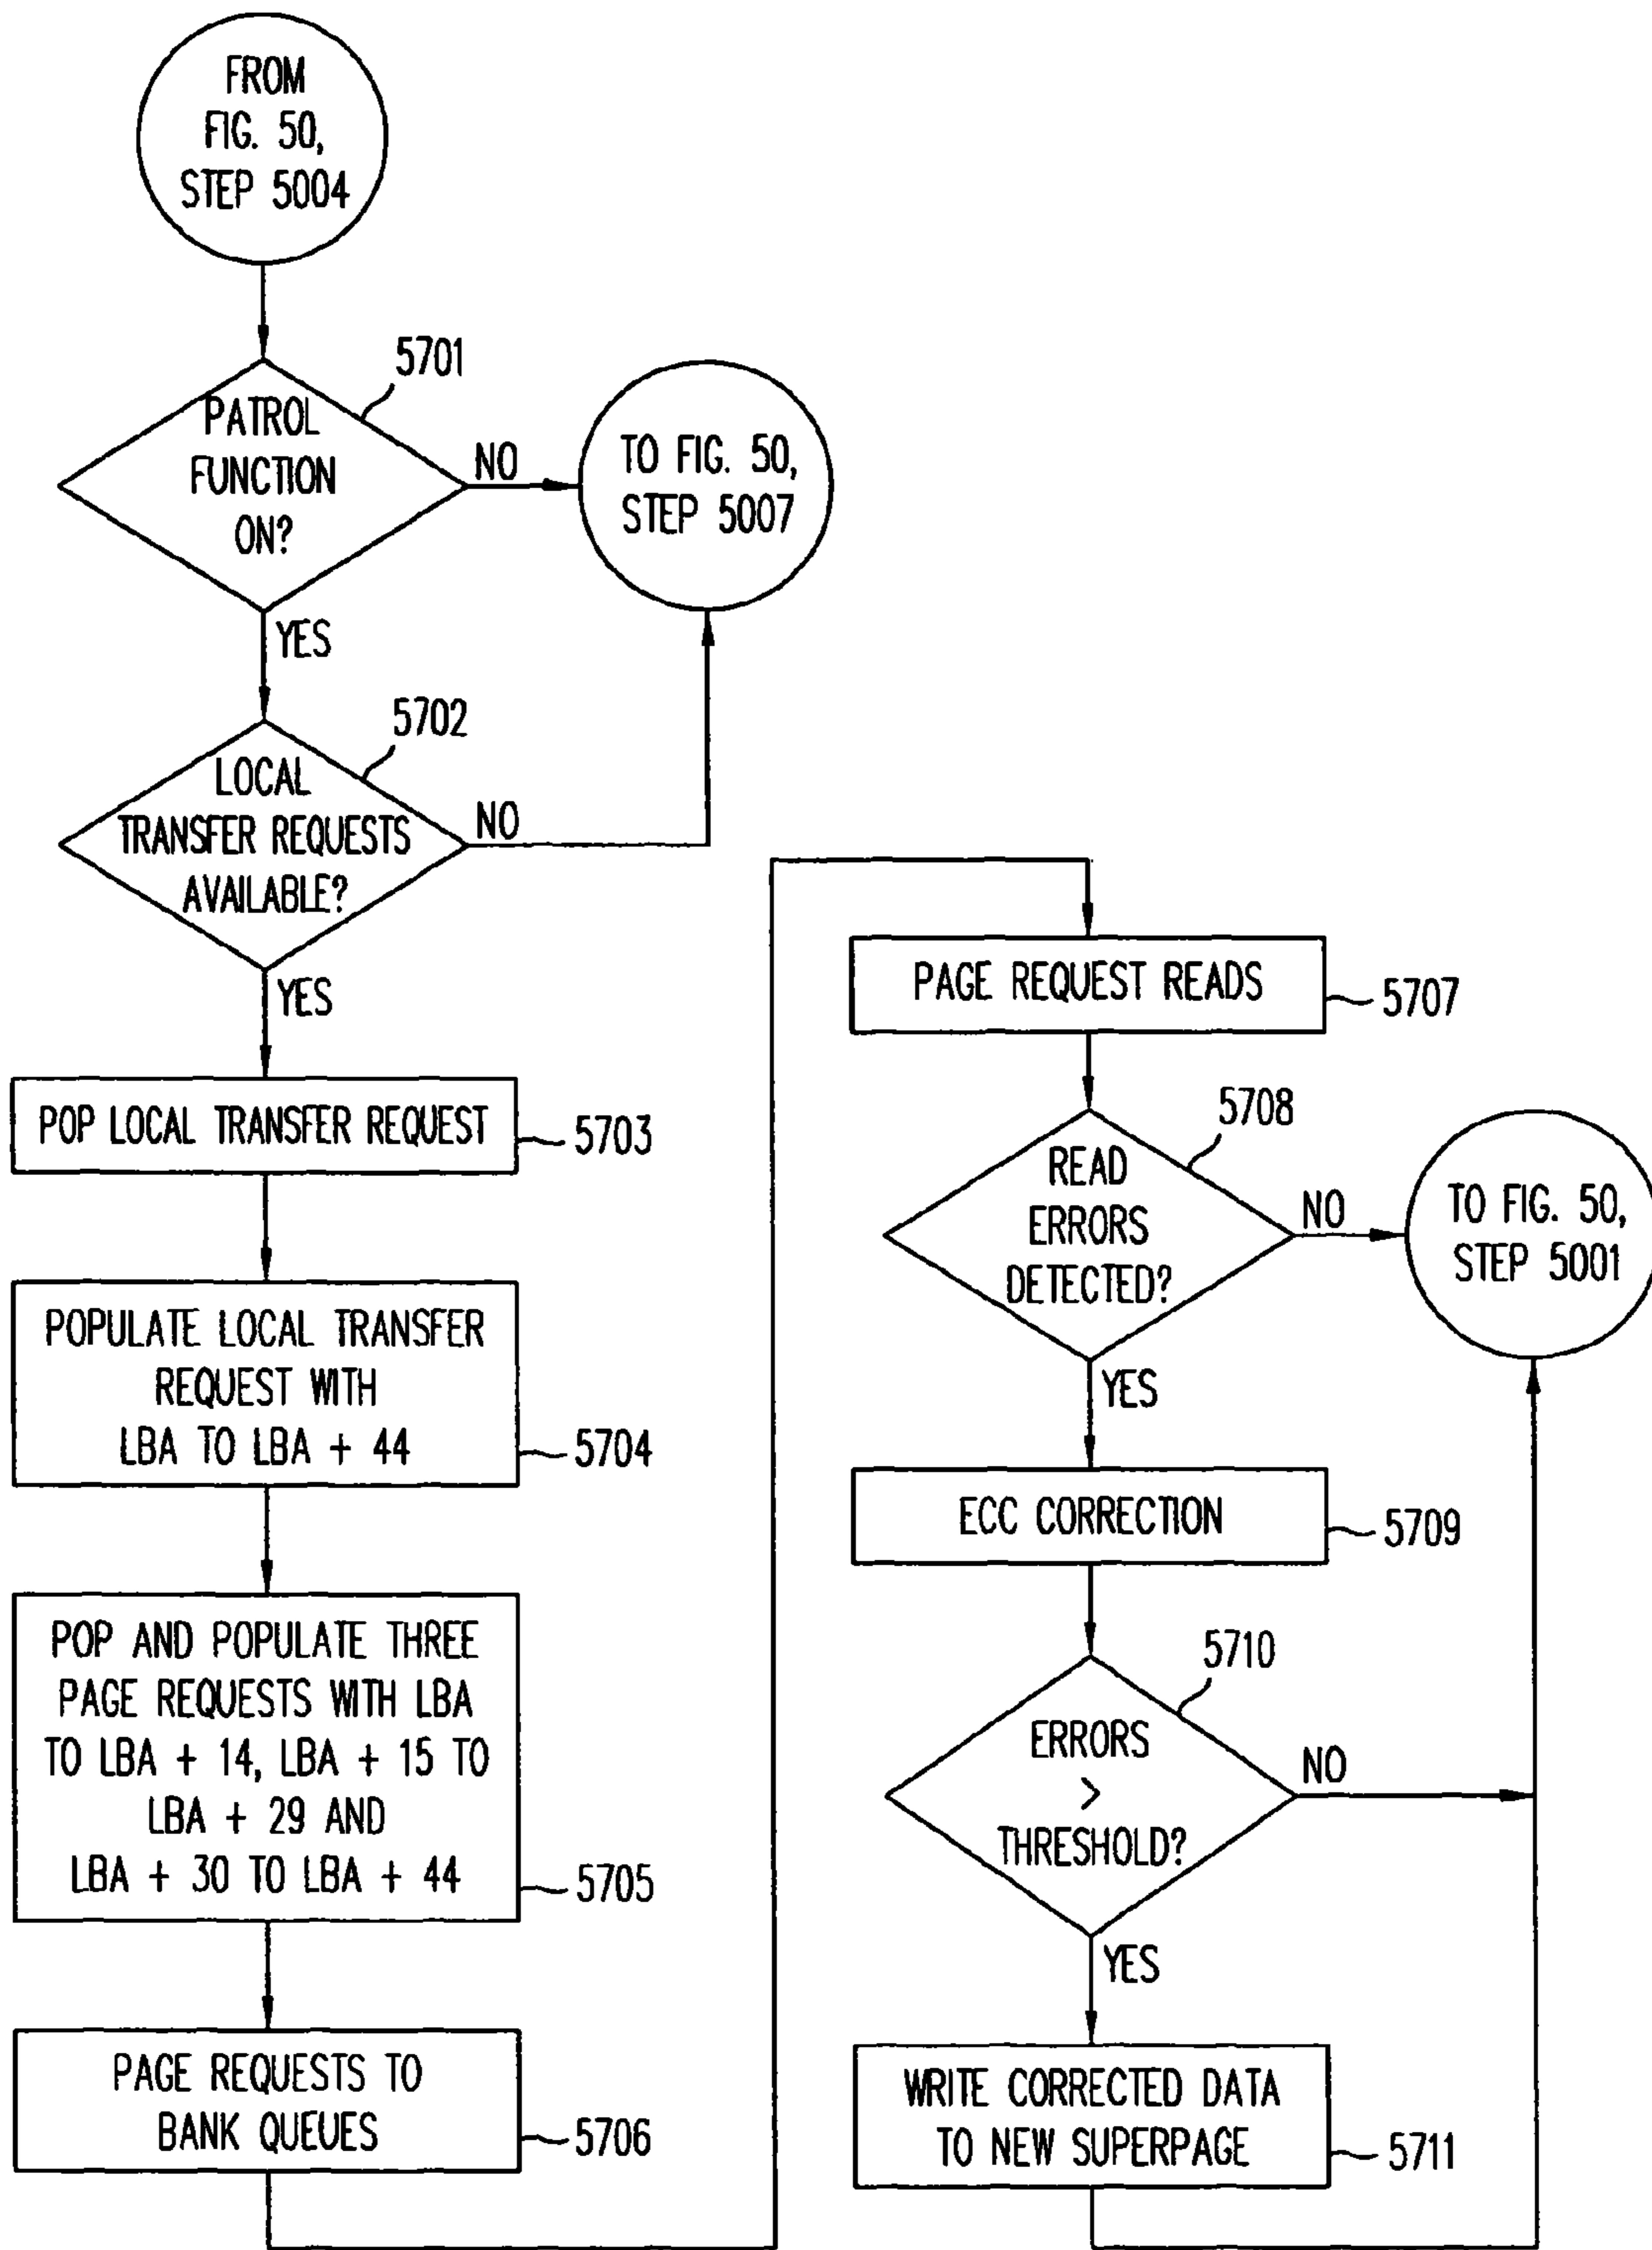 FROM
FIG. 50,
STEP 5004
5701
PATROL
FUNCTION
ON?
NO
TO FIG. 50,
STEP 5007
YES
5702
LOCAL
TRANSFER REQUESTS
AVAILABLE?
NO
YES
POP LOCAL TRANSFER REQUEST
5703
POPULATE LOCAL TRANSFER
REQUEST WITH
LBA TO LBA + 44
5704
POP AND POPULATE THREE
PAGE REQUESTS WITH LBA
TO LBA + 14, LBA + 15 TO
LBA + 29 AND
LBA + 30 TO LBA + 44
5705
PAGE REQUESTS TO
BANK QUEUES
5706
PAGE REQUEST READS
5707
5708
READ
ERRORS
DETECTED?
NO
TO FIG. 50,
STEP 5001
YES
ECC CORRECTION
5709
5710
ERRORS
>
THRESHOLD?
NO
YES
WRITE CORRECTED DATA
TO NEW SUPERPAGE
5711